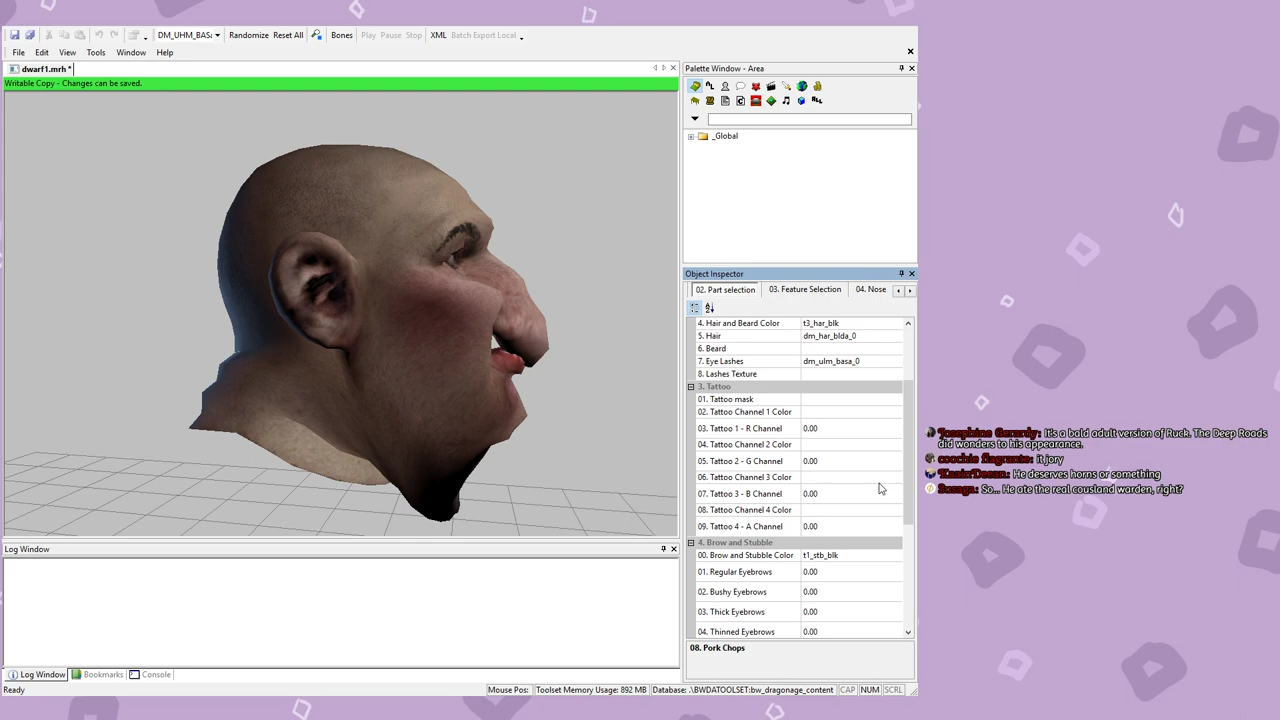 DM_UHM_BASa
Randomize
Reset All
Bones
Play
Pause
Stop
XML
Batch Export Local
File
Edit
View
Tools
Window
Help
dwarf1.mrh *
Writable Copy - Changes can be saved.
Palette Window - Area
_Global
Object Inspector
02. Part selection
03. Feature Selection
04. Nose
4. Hair and Beard Color t3_har_blk
5. Hair dm_har_blda_0
6. Beard
7. Eye Lashes dm_ulm_basa_0
8. Lashes Texture
3. Tattoo
01. Tattoo mask
02. Tattoo Channel 1 Color
03. Tattoo 1 - R Channel 0.00
04. Tattoo Channel 2 Color
05. Tattoo 2 - G Channel 0.00
06. Tattoo Channel 3 Color
07. Tattoo 3 - B Channel 0.00
08. Tattoo Channel 4 Color
09. Tattoo 4 - A Channel 0.00
4. Brow and Stubble
00. Brow and Stubble Color t1_stb_blk
01. Regular Eyebrows 0.00
02. Bushy Eyebrows 0.00
03. Thick Eyebrows 0.00
04. Thinned Eyebrows 0.00
08. Pork Chops
Josephine Gerardy: It's a bald adult version of Ruck. The Deep Roads
did wonders to his appearance.
coochie flagrante: it jory
He deserves horns or something
So... He ate the real cousland warden, right?
Log Window
Log Window
Bookmarks
Console
Ready
Mouse Pos:
Toolset Memory Usage: 892 MB
Database: .\BWDATOOLSET:bw_dragonage_content
CAP
NUM
SCRL